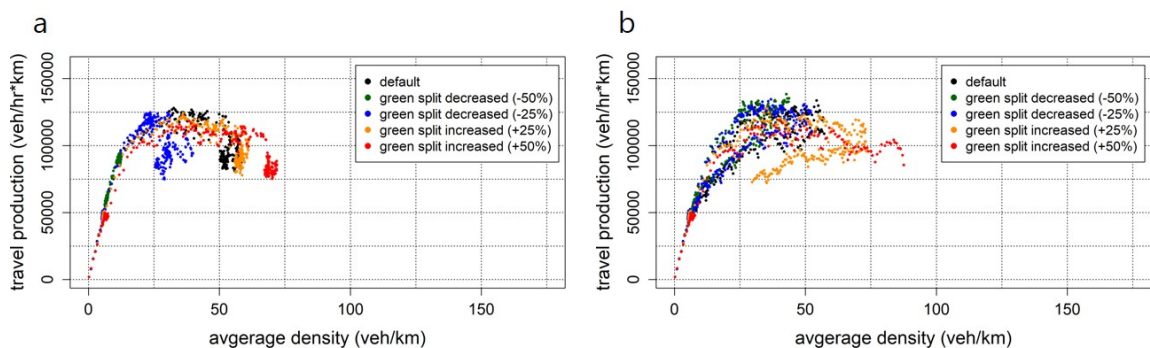 a
travel production (veh/hr*km)
0
50000
100000
150000
0
50
100
150
avgerage density (veh/km)
default
green split decreased (-50%)
green split decreased (-25%)
green split increased (+25%)
green split increased (+50%)
b
travel production (veh/hr*km)
0
50000
100000
150000
0
50
100
150
avgerage density (veh/km)
default
green split decreased (-50%)
green split decreased (-25%)
green split increased (+25%)
green split increased (+50%)